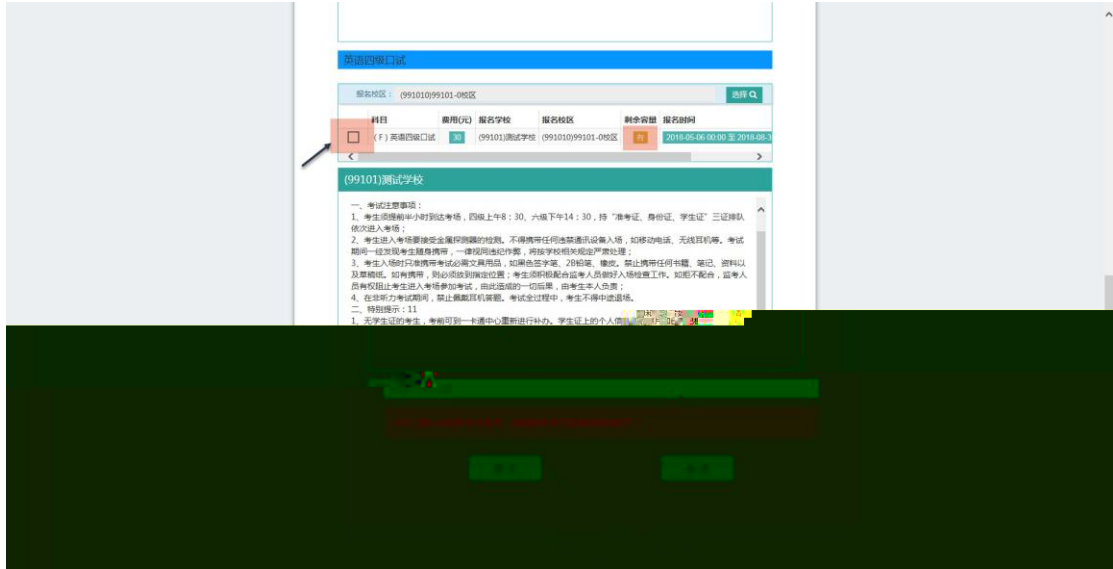 英语四级口试
报名校区： (991010)99101-0校区 选择
科目 费用(元) 报名学校 报名校区 剩余容量 报名时间
（F）英语四级口试 30 (99101)测试学校 (991010)99101-0校区 2018-05-06 00:00 至 2018-08-3
(99101)测试学校
一、考试注意事项：
1、考生须提前半小时到达考场，四级上午8：30、六级下午14：30，持“准考证、身份证、学生证”三证排队
依次进入考场；
2、考生进入考场要接受金属探测器的检测。不得携带任何违禁通讯设备入场，如移动电话、无线耳机等。考试
期间一经发现考生随身携带，一律视同违纪作弊，将按学校相关规定严肃处理；
3、考生入场时只准携带考试必需文具用品，如黑色签字笔、2B铅笔、橡皮。禁止携带任何书籍、笔记、资料以
及草稿纸。如有携带，则必须放到指定位置；考生须积极配合监考人员做好入场检查工作。如拒不配合，监考人
员有权阻止考生进入考场参加考试，由此造成的一切后果，由考生本人负责；
4、在非听力考试期间，禁止佩戴耳机答题。考试全过程中，考生不得中途退场。
二、特别提示：11
1、无学生证的考生，考前可到一卡通中心重新进行补办。学生证上的个人信